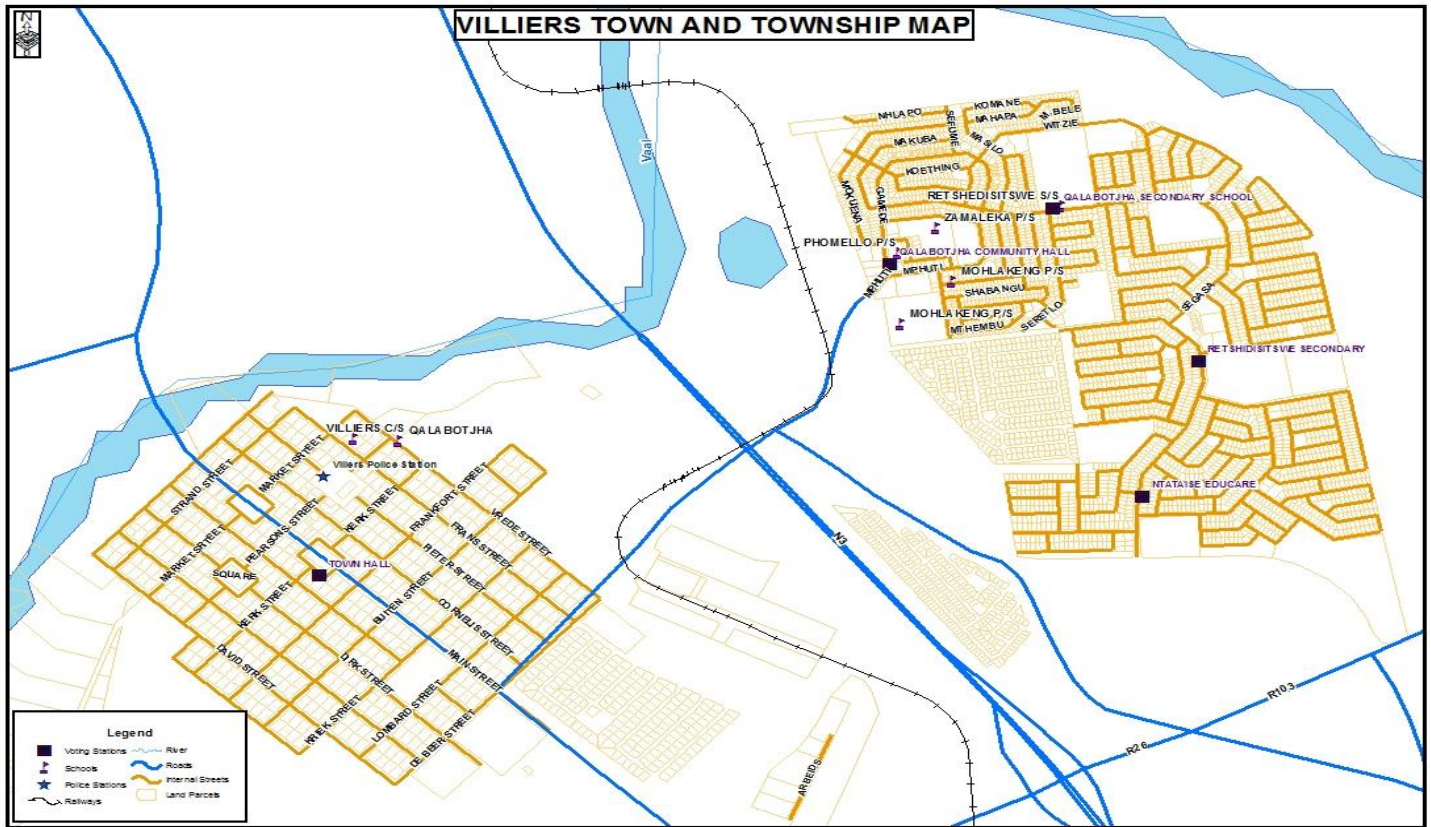 VILLIERS TOWN AND TOWNSHIP MAP
N
Vaal
NHLAPO
KOMANE
MAHAPA
MBELE
WITZIE
SEFUME
MASILO
MAKUBA
KOETHING
MOKUENA
GAMEDE
RETSHEDISITSWE S/S
QALABOTJHA SECONDARY SCHOOL
ZAMALEKA P/S
PHOMELLO P/S
QALABOTJHA COMMUNITY HALL
MPHUTI
MPHUTI
MOHLAKENG P/S
SHABANGU
SEGASA
MOHLAKENG P/S
MTHEMBU
SERETLO
RETSHIDISITSWE SECONDARY
NTATAISE EDUCARE
VILLIERS C/S
QALABOTJHA
Villers Police Station
STRAND STREET
MARKET SRYEET
PEARSONS STREET
KERK STREET
FRANKFORT STREET
VREDE STREET
FRANS STREET
PIETER STREET
MARKET SRYEET
SQUARE
TOWN HALL
KERK STREET
BUITEN STREET
CORNELIS STREET
MAIN STREET
DAVID STREET
DIRK STREET
KRIEK STREET
LOMBARD STREET
DE BEER STREET
N3
R103
R26
ARBEIDS
Legend
Voting Stations
River
Schools
Roads
Police Stations
Internal Streets
Railways
Land Parcels